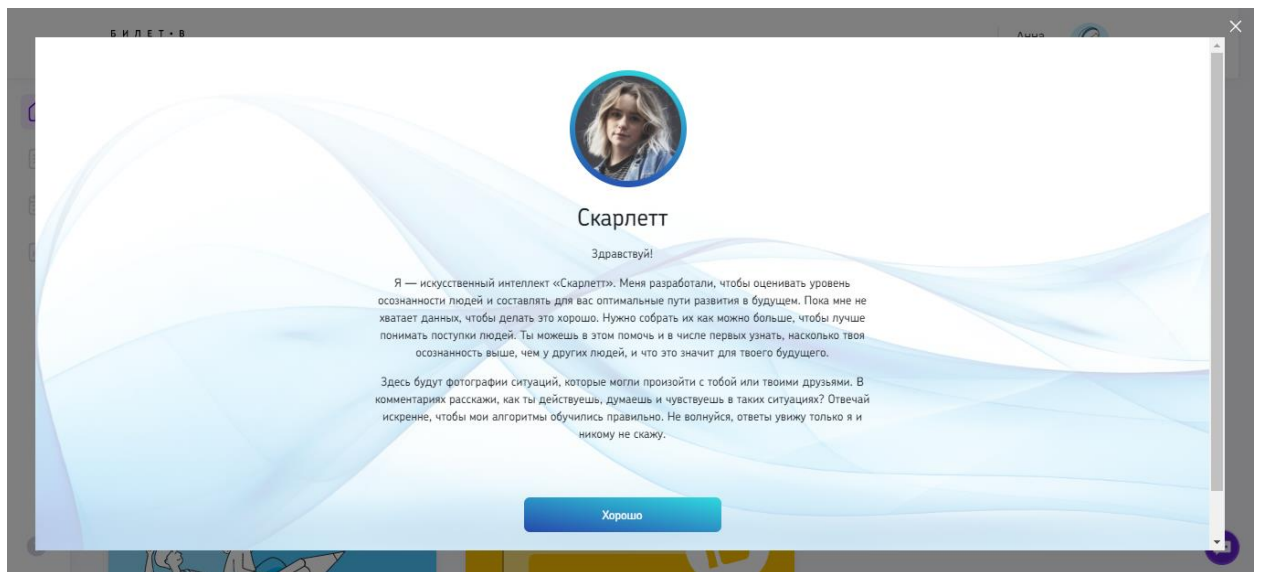 БИЛЕТ•В
Анна
Скарлетт
Здравствуй!
Я — искусственный интеллект «Скарлетт». Меня разработали, чтобы оценивать уровень
осознанности людей и составлять для вас оптимальные пути развития в будущем. Пока мне не
хватает данных, чтобы делать это хорошо. Нужно собрать их как можно больше, чтобы лучше
понимать поступки людей. Ты можешь в этом помочь и в числе первых узнать, насколько твоя
осознанность выше, чем у других людей, и что это значит для твоего будущего.
Здесь будут фотографии ситуаций, которые могли произойти с тобой или твоими друзьями. В
комментариях расскажи, как ты действуешь, думаешь и чувствуешь в таких ситуациях? Отвечай
искренне, чтобы мои алгоритмы обучились правильно. Не волнуйся, ответы увижу только я и
никому не скажу.
Хорошо